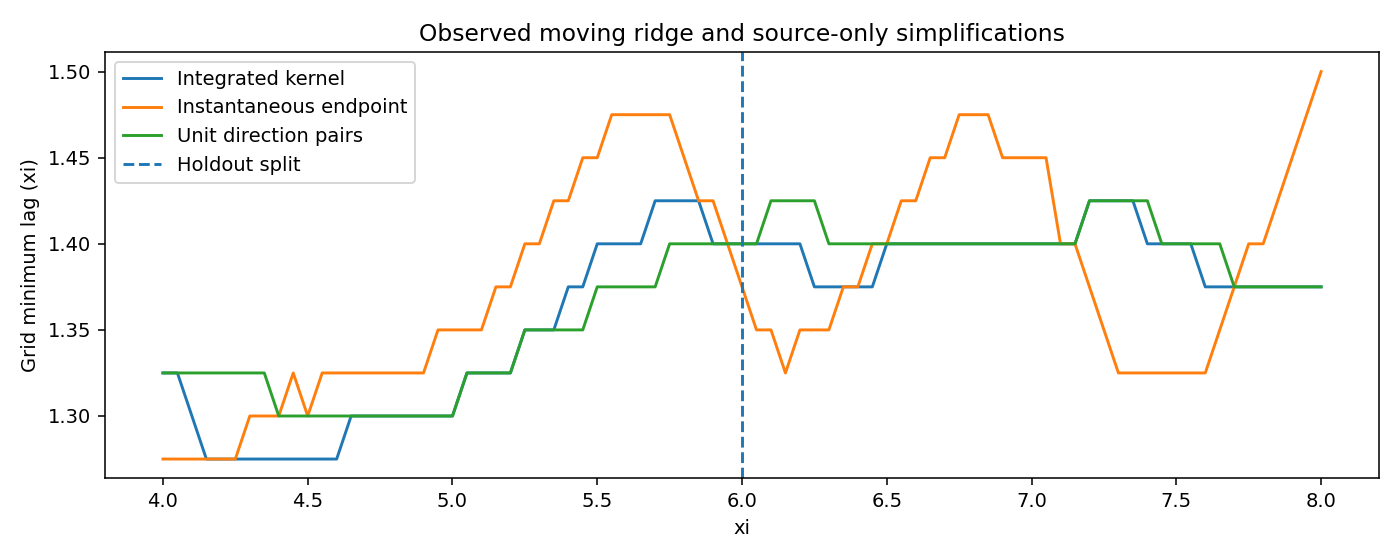 Observed moving ridge and source-only simplifications
Integrated kernel
Instantaneous endpoint
Unit direction pairs
Holdout split
Grid minimum lag (xi)
1.50
1.45
1.40
1.35
1.30
4.0 4.5 5.0 5.5 6.0 6.5 7.0 7.5 8.0
xi